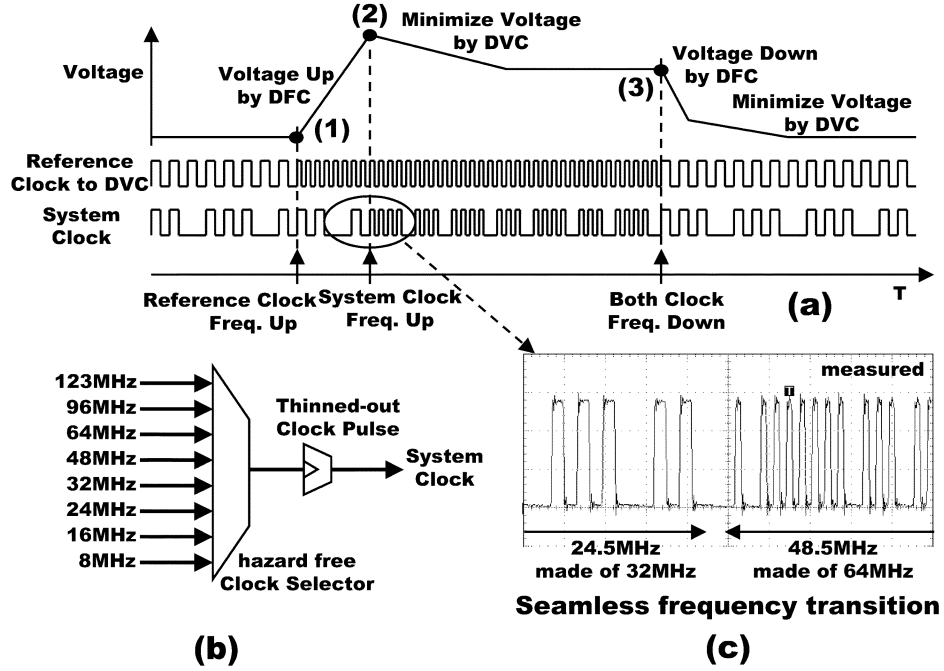 (2)
Minimize Voltage
by DVC
Voltage
Voltage Up
by DFC
(1)
(3)
Voltage Down
by DFC
Minimize Voltage
by DVC
Reference
Clock to DVC
System
Clock
T
Reference Clock
Freq. Up
System Clock
Freq. Up
Both Clock
Freq. Down
(a)
123MHz
96MHz
64MHz
48MHz
32MHz
24MHz
16MHz
8MHz
Thinned-out
Clock Pulse
System
Clock
hazard free
Clock Selector
(b)
measured
T
24.5MHz
made of 32MHz
48.5MHz
made of 64MHz
Seamless frequency transition
(c)